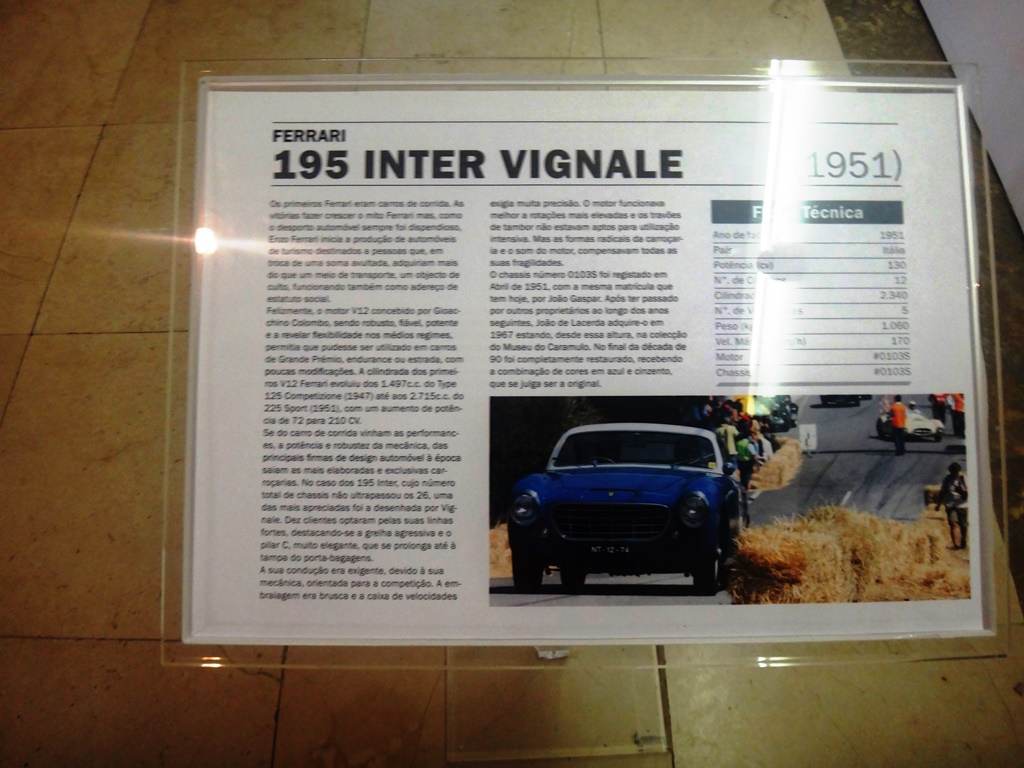 FERRARI
195 INTER VIGNALE
1951)
Os primeiros Ferrari eram carros de corrida. As
vitórias fazer crescer o mito Ferrari mas, como
o desporto automóvel sempre foi dispendioso,
Enzo Ferrari inicia a produção de automóveis
de turismo destinados a pessoas que, em
troca de uma soma avultada, adquiriam mais
do que um meio de transporte, um objecto de
culto, funcionando também como adereço de
estatuto social.
Felizmente, o motor V12 concebido por Gioac-
chino Colombo, sendo robusto, fiável, potente
e a revelar flexibilidade nos médios regimes,
permitia que pudesse ser utilizado em carros
de Grande Prémio, endurance ou estrada, com
poucas modificações. A cilindrada dos primei-
ros V12 Ferrari evoluiu dos 1.497c.c. do Type
125 Competizione (1947) até aos 2.715c.c. do
225 Sport (1951), com um aumento de potên-
cia de 72 para 210 CV.
Se do carro de corrida vinham as performanc-
es, a potência e robustez da mecânica, das
principais firmas de design automóvel à época
saíam as mais elaboradas e exclusivas car-
roçarias. No caso dos 195 Inter, cujo número
total de chassis não ultrapassou os 26, uma
das mais apreciadas foi a desenhada por Vig-
nale. Dez clientes optaram pelas suas linhas
fortes, destacando-se a grelha agressiva e o
pilar C, muito elegante, que se prolonga até à
tampa do porta-bagagens.
A sua condução era exigente, devido à sua
mecânica, orientada para a competição. A em-
braiagem era brusca e a caixa de velocidades
exigia muita precisão. O motor funcionava
melhor a rotações mais elevadas e os travões
de tambor não estavam aptos para utilização
intensiva. Mas as formas radicais da carroçar-
ia e o som do motor, compensavam todas as
suas fragilidades.
O chassis número 0103S foi registado em
Abril de 1951, com a mesma matrícula que
tem hoje, por João Gaspar. Após ter passado
por outros proprietários ao longo dos anos
seguintes, João de Lacerda adquire-o em
1967 estando, desde essa altura, na colecção
do Museu do Caramulo. No final da década de
90 foi completamente restaurado, recebendo
a combinação de cores em azul e cinzento,
que se julga ser a original.
F Técnica
Ano de 1951
País Itália
Potência (cv) 130
Nº. de C 12
Cilindrad 2.340
Nº. de V s 5
Peso (k 1.060
Vel. Má /h) 170
Motor #0103S
Chassi #0103S
NT-12-74